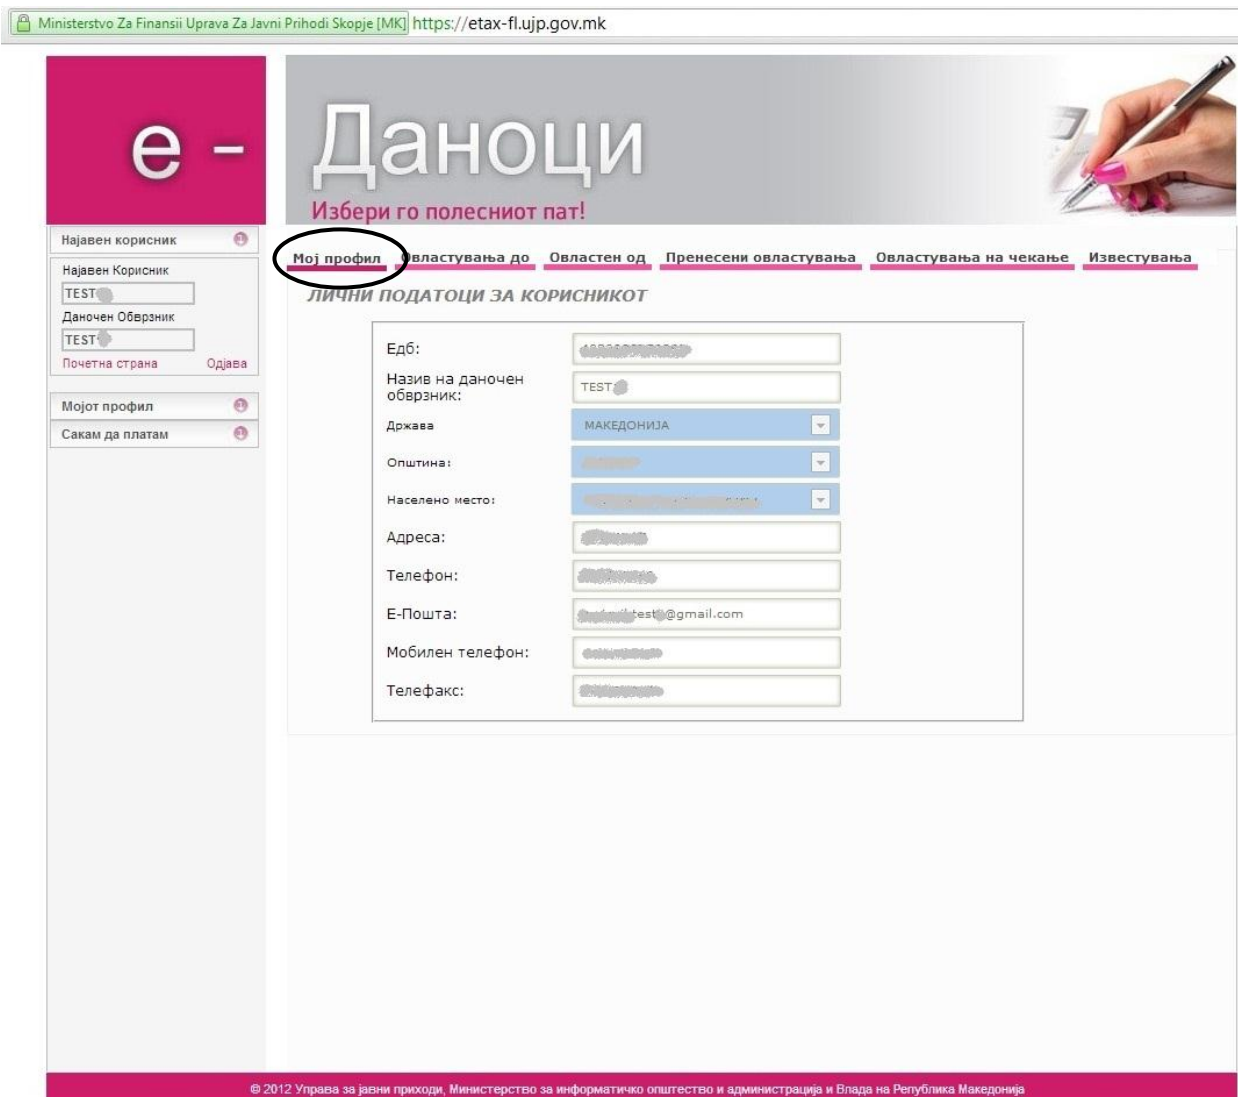 Ministerstvo Za Finansii Uprava Za Javni Prihodi Skopje [MK] https://etax-fl.ujp.gov.mk
е - Даноци
Избери го полесниот пат!
Најавен корисник
Најавен Корисник
TEST
Даночен Обврзник
TEST
Почетна страна Одјава
Мојот профил
Сакам да платам
Мој профил Овластувања до Овластен од Пренесени овластувања Овластувања на чекање Известувања
ЛИЧНИ ПОДАТОЦИ ЗА КОРИСНИКОТ
Едб:
Назив на даночен
обврзник:
TEST
Држава МАКЕДОНИЈА
Општина:
Населено место:
Адреса:
Телефон:
Е-Пошта: test @gmail.com
Мобилен телефон:
Телефакс:
© 2012 Управа за јавни приходи, Министерство за информатичко општество и администрација и Влада на Република Македонија